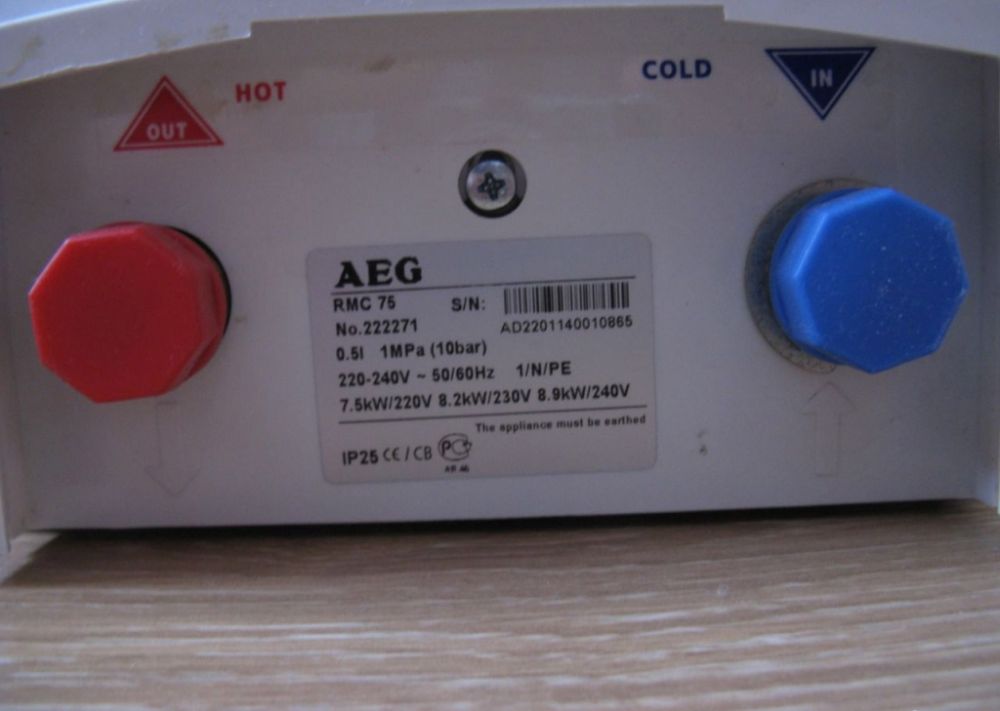 HOT
OUT
COLD
IN
AEG
RMC 75 S/N:
No.222271 AD2201140010865
0.5l 1MPa (10bar)
220-240V ~ 50/60Hz 1/N/PE
7.5kW/220V 8.2kW/230V 8.9kW/240V
The appliance must be earthed
IP25 CE / CB PC